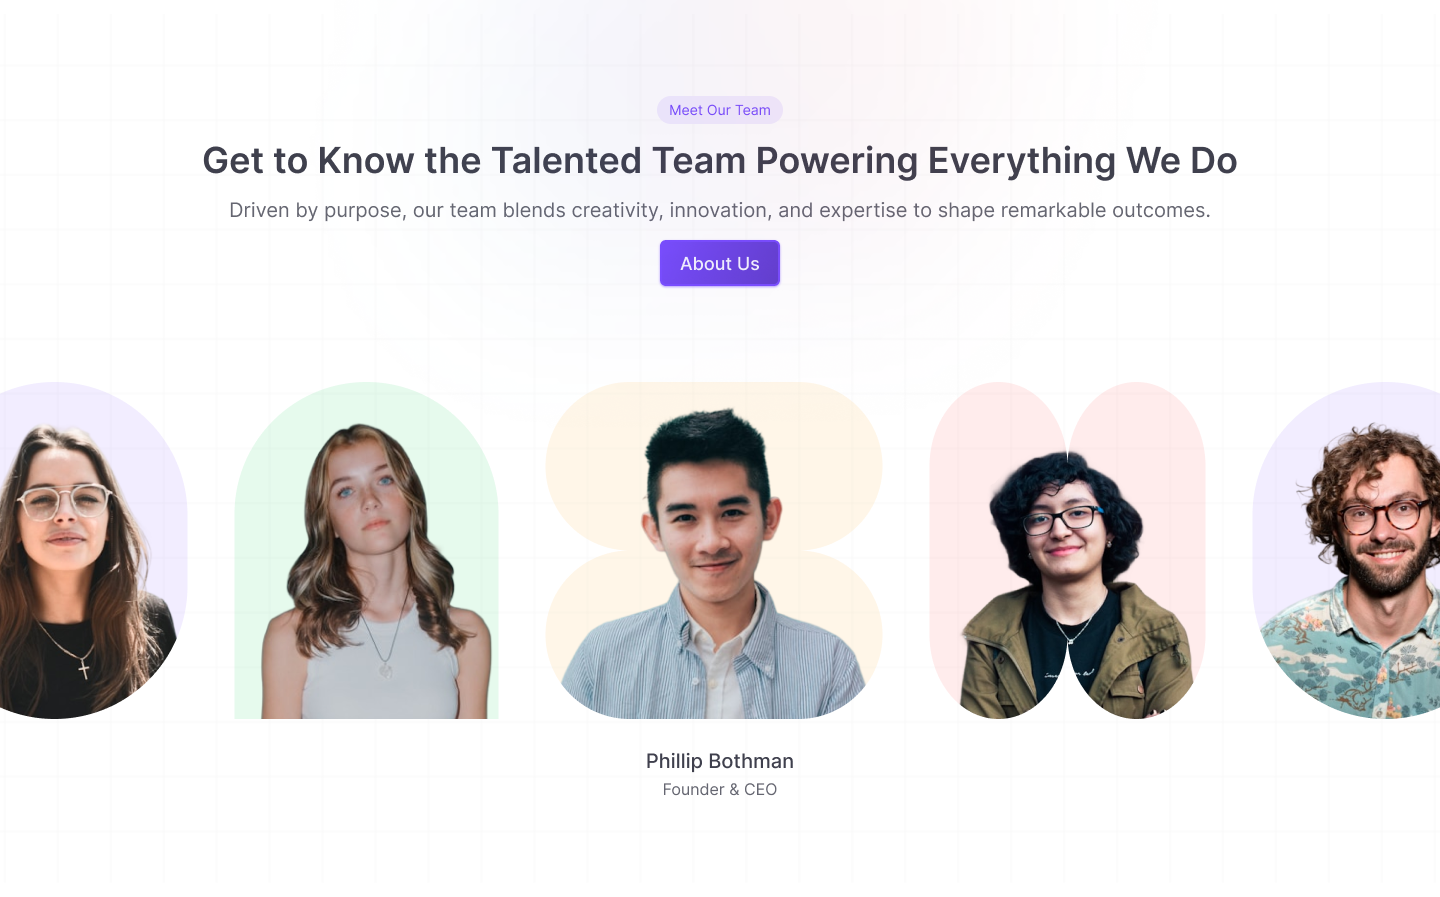 Meet Our Team
Get to Know the Talented Team Powering Everything We Do
Driven by purpose, our team blends creativity, innovation, and expertise to shape remarkable outcomes.
About Us
Phillip Bothman
Founder & CEO